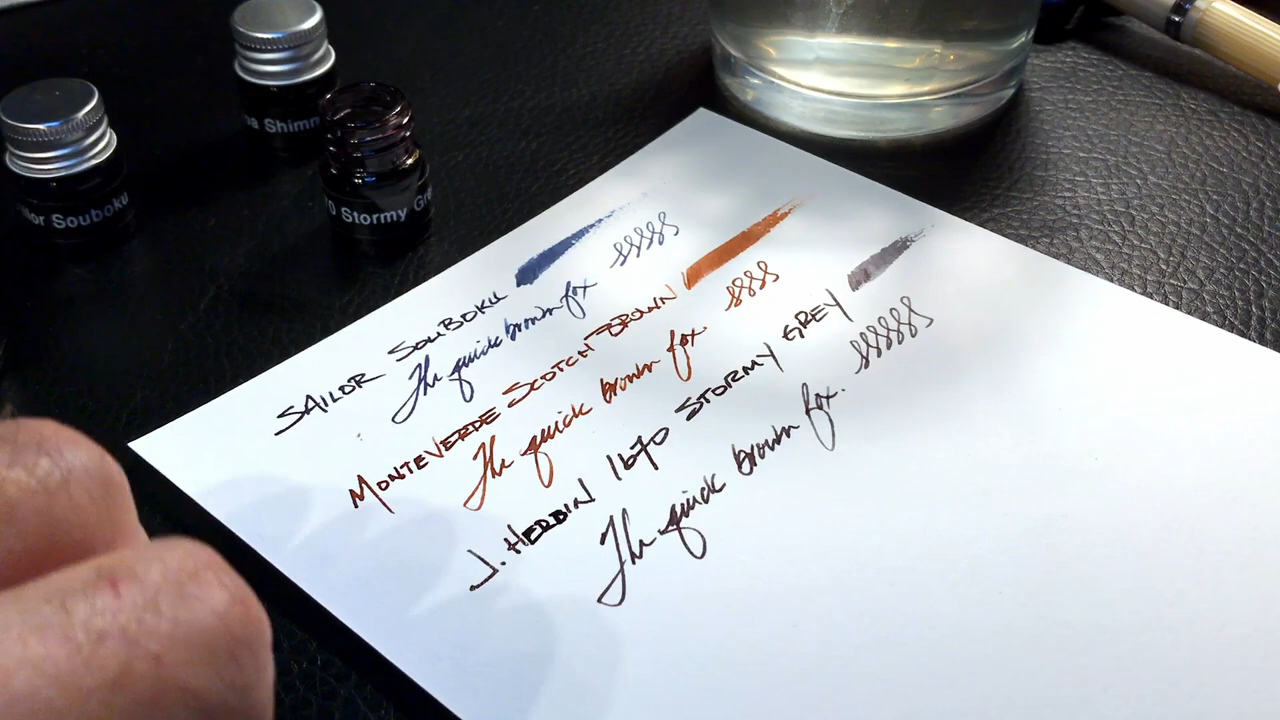 pa Shimm
lor Souboku
70 Stormy Gr
SAILOR SOUBOKU
The quick brown fox
MONTEVERDE SCOTCH BROWN
The quick brown fox.
J. HERBIN 1670 STORMY GREY
The quick brown fox.